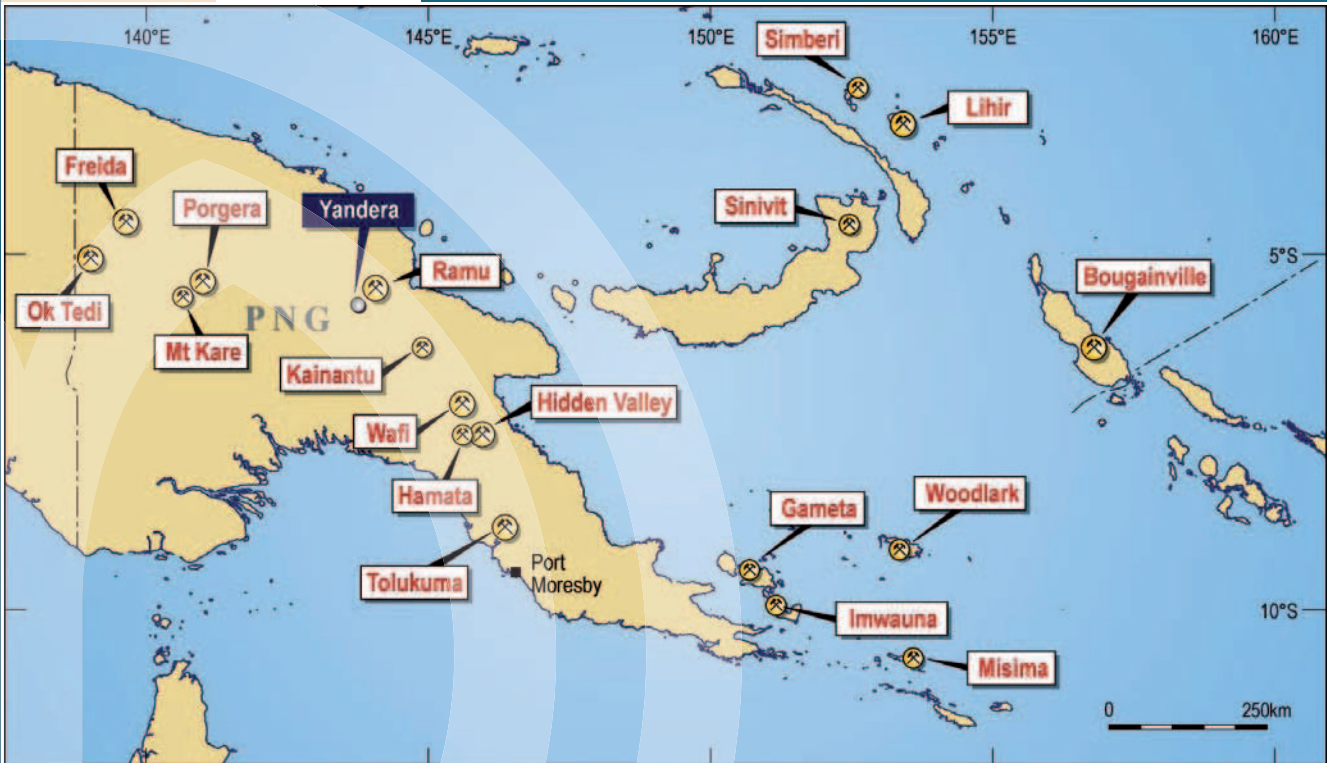 140°E
145°E
150°E
155°E
160°E
Simberi
Lihir
Freida
Porgera
Yandera
Sinivit
Ramu
5°S
Bougainville
Ok Tedi
PNG
Mt Kare
Kainantu
Hidden Valley
Wafi
Hamata
Woodlark
Gameta
Port
Moresby
Tolukuma
Imwauna
10°S
Misima
0
250km